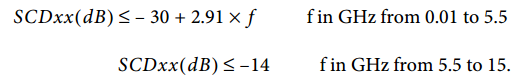 SCDxx(dB) ≤ – 30 + 2.91 × f f in GHz from 0.01 to 5.5
SCDxx(dB) ≤ –14 f in GHz from 5.5 to 15.